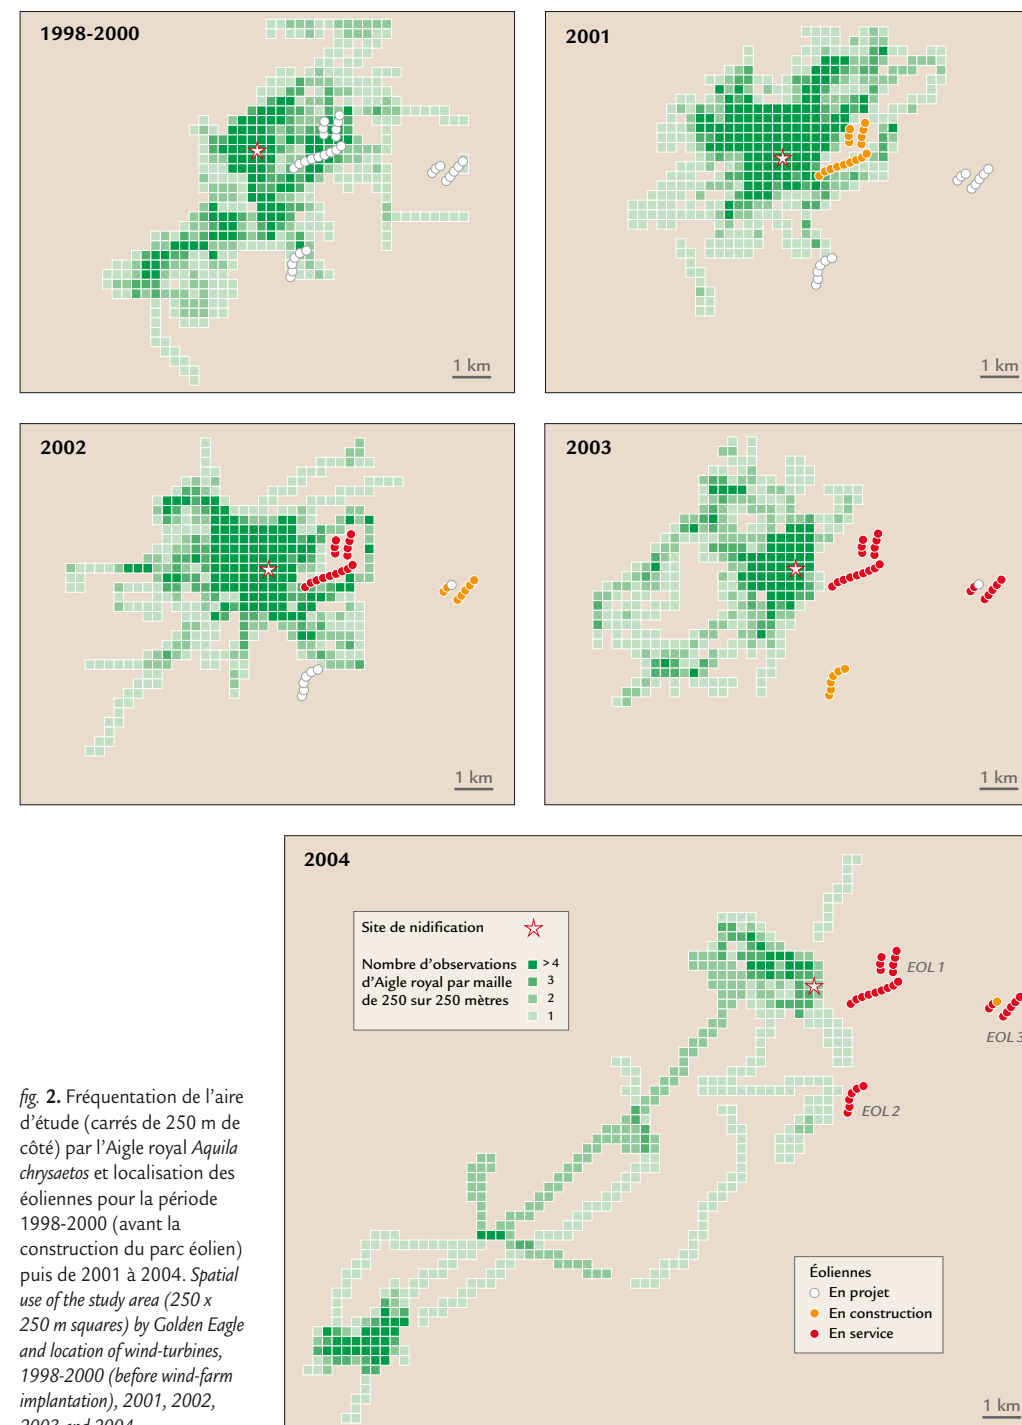 1998-2000
1 km
2001
1 km
2002
1 km
2003
1 km
2004
Site de nidification
Nombre d'observations
d'Aigle royal par maille
de 250 sur 250 mètres
>4
3
2
1
EOL 1
EOL 3
EOL 2
Éoliennes
En projet
En construction
En service
1 km
fig. 2. Fréquentation de l'aire
d'étude (carrés de 250 m de
côté) par l'Aigle royal Aquila
chrysaetos et localisation des
éoliennes pour la période
1998-2000 (avant la
construction du parc éolien)
puis de 2001 à 2004. Spatial
use of the study area (250 x
250 m squares) by Golden Eagle
and location of wind-turbines,
1998-2000 (before wind-farm
implantation), 2001, 2002,
2003 and 2004.